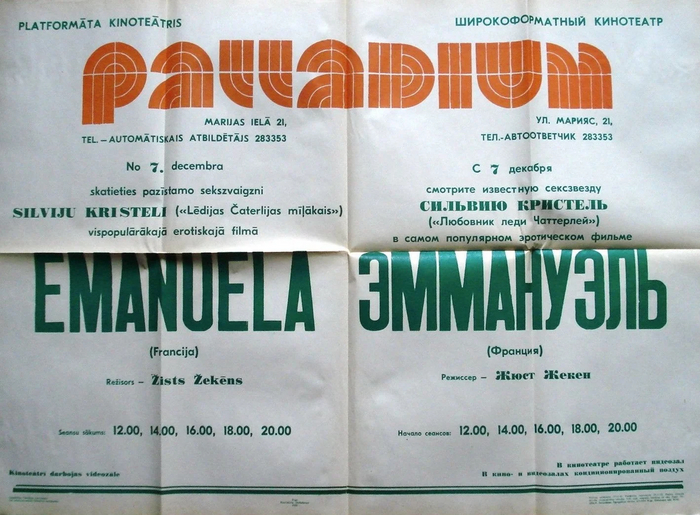 PLATFORMĀTA KINOTEĀTRIS
ШИРОКОФОРМАТНЫЙ КИНОТЕАТР
PALLADIUM
MARIJAS IELĀ 21,
TEL. – AUTOMĀTISKAIS ATBILDĒTĀJS 283353
УЛ. МАРИЯС, 21,
ТЕЛ.-АВТООТВЕТЧИК 283353
No 7. decembra
skatieties pazīstamo sekszvaigzni
SILVIJU KRISTELI («Lēdijas Čaterlijas mīļākais»)
vispopulārākajā erotiskajā filmā
EMANUELA
(Francija)
Režisors – Žists Žekēns
Seansu sākums: 12.00, 14.00, 16.00, 18.00, 20.00
Kinoteātrī darbojas videozāle
С 7 декабря
смотрите известную сексзвезду
СИЛЬВИЮ КРИСТЕЛЬ
(«Любовник леди Чаттерлей»)
в самом популярном эротическом фильме
ЭММАНУЭЛЬ
(Франция)
Режиссер – Жюст Жекен
Начало сеансов: 12.00, 14.00, 16.00, 18.00, 20.00
В кинотеатре работает видеозал
В кино- и видеозалах кондиционированный воздух